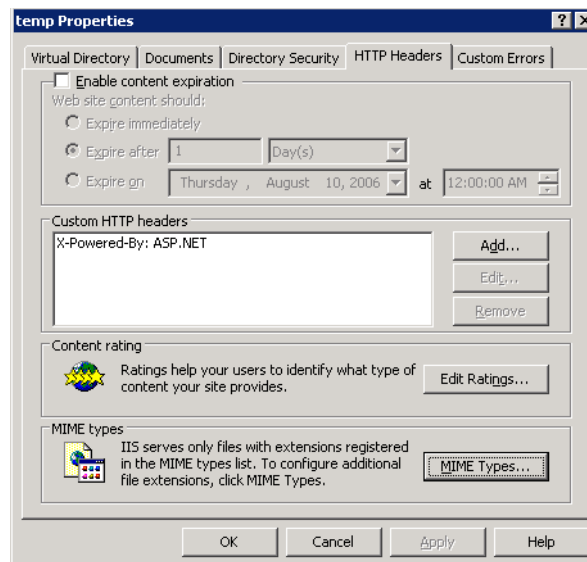 temp Properties
Virtual Directory Documents Directory Security HTTP Headers Custom Errors
Enable content expiration
Web site content should:
Expire immediately
Expire after 1 Day(s)
Expire on Thursday , August 10, 2006 at 12:00:00 AM
Custom HTTP headers
X-Powered-By: ASP.NET
Add...
Edit...
Remove
Content rating
Ratings help your users to identify what type of
content your site provides.
Edit Ratings...
MIME types
IIS serves only files with extensions registered
in the MIME types list. To configure additional
file extensions, click MIME Types.
MIME Types...
OK Cancel Apply Help